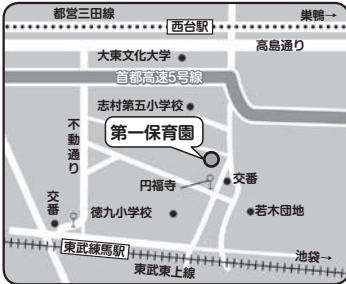 都営三田線
巣鴨→
西台駅
高島通り
大東文化大学
首都高速5号線
志村第五小学校
不動通り
第一保育園
円福寺
交番
交番
徳九小学校
若木団地
東武練馬駅
池袋→
東武東上線